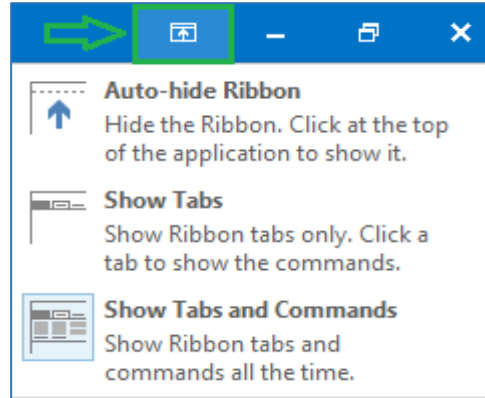 Auto-hide Ribbon
Hide the Ribbon. Click at the top
of the application to show it.
Show Tabs
Show Ribbon tabs only. Click a
tab to show the commands.
Show Tabs and Commands
Show Ribbon tabs and
commands all the time.